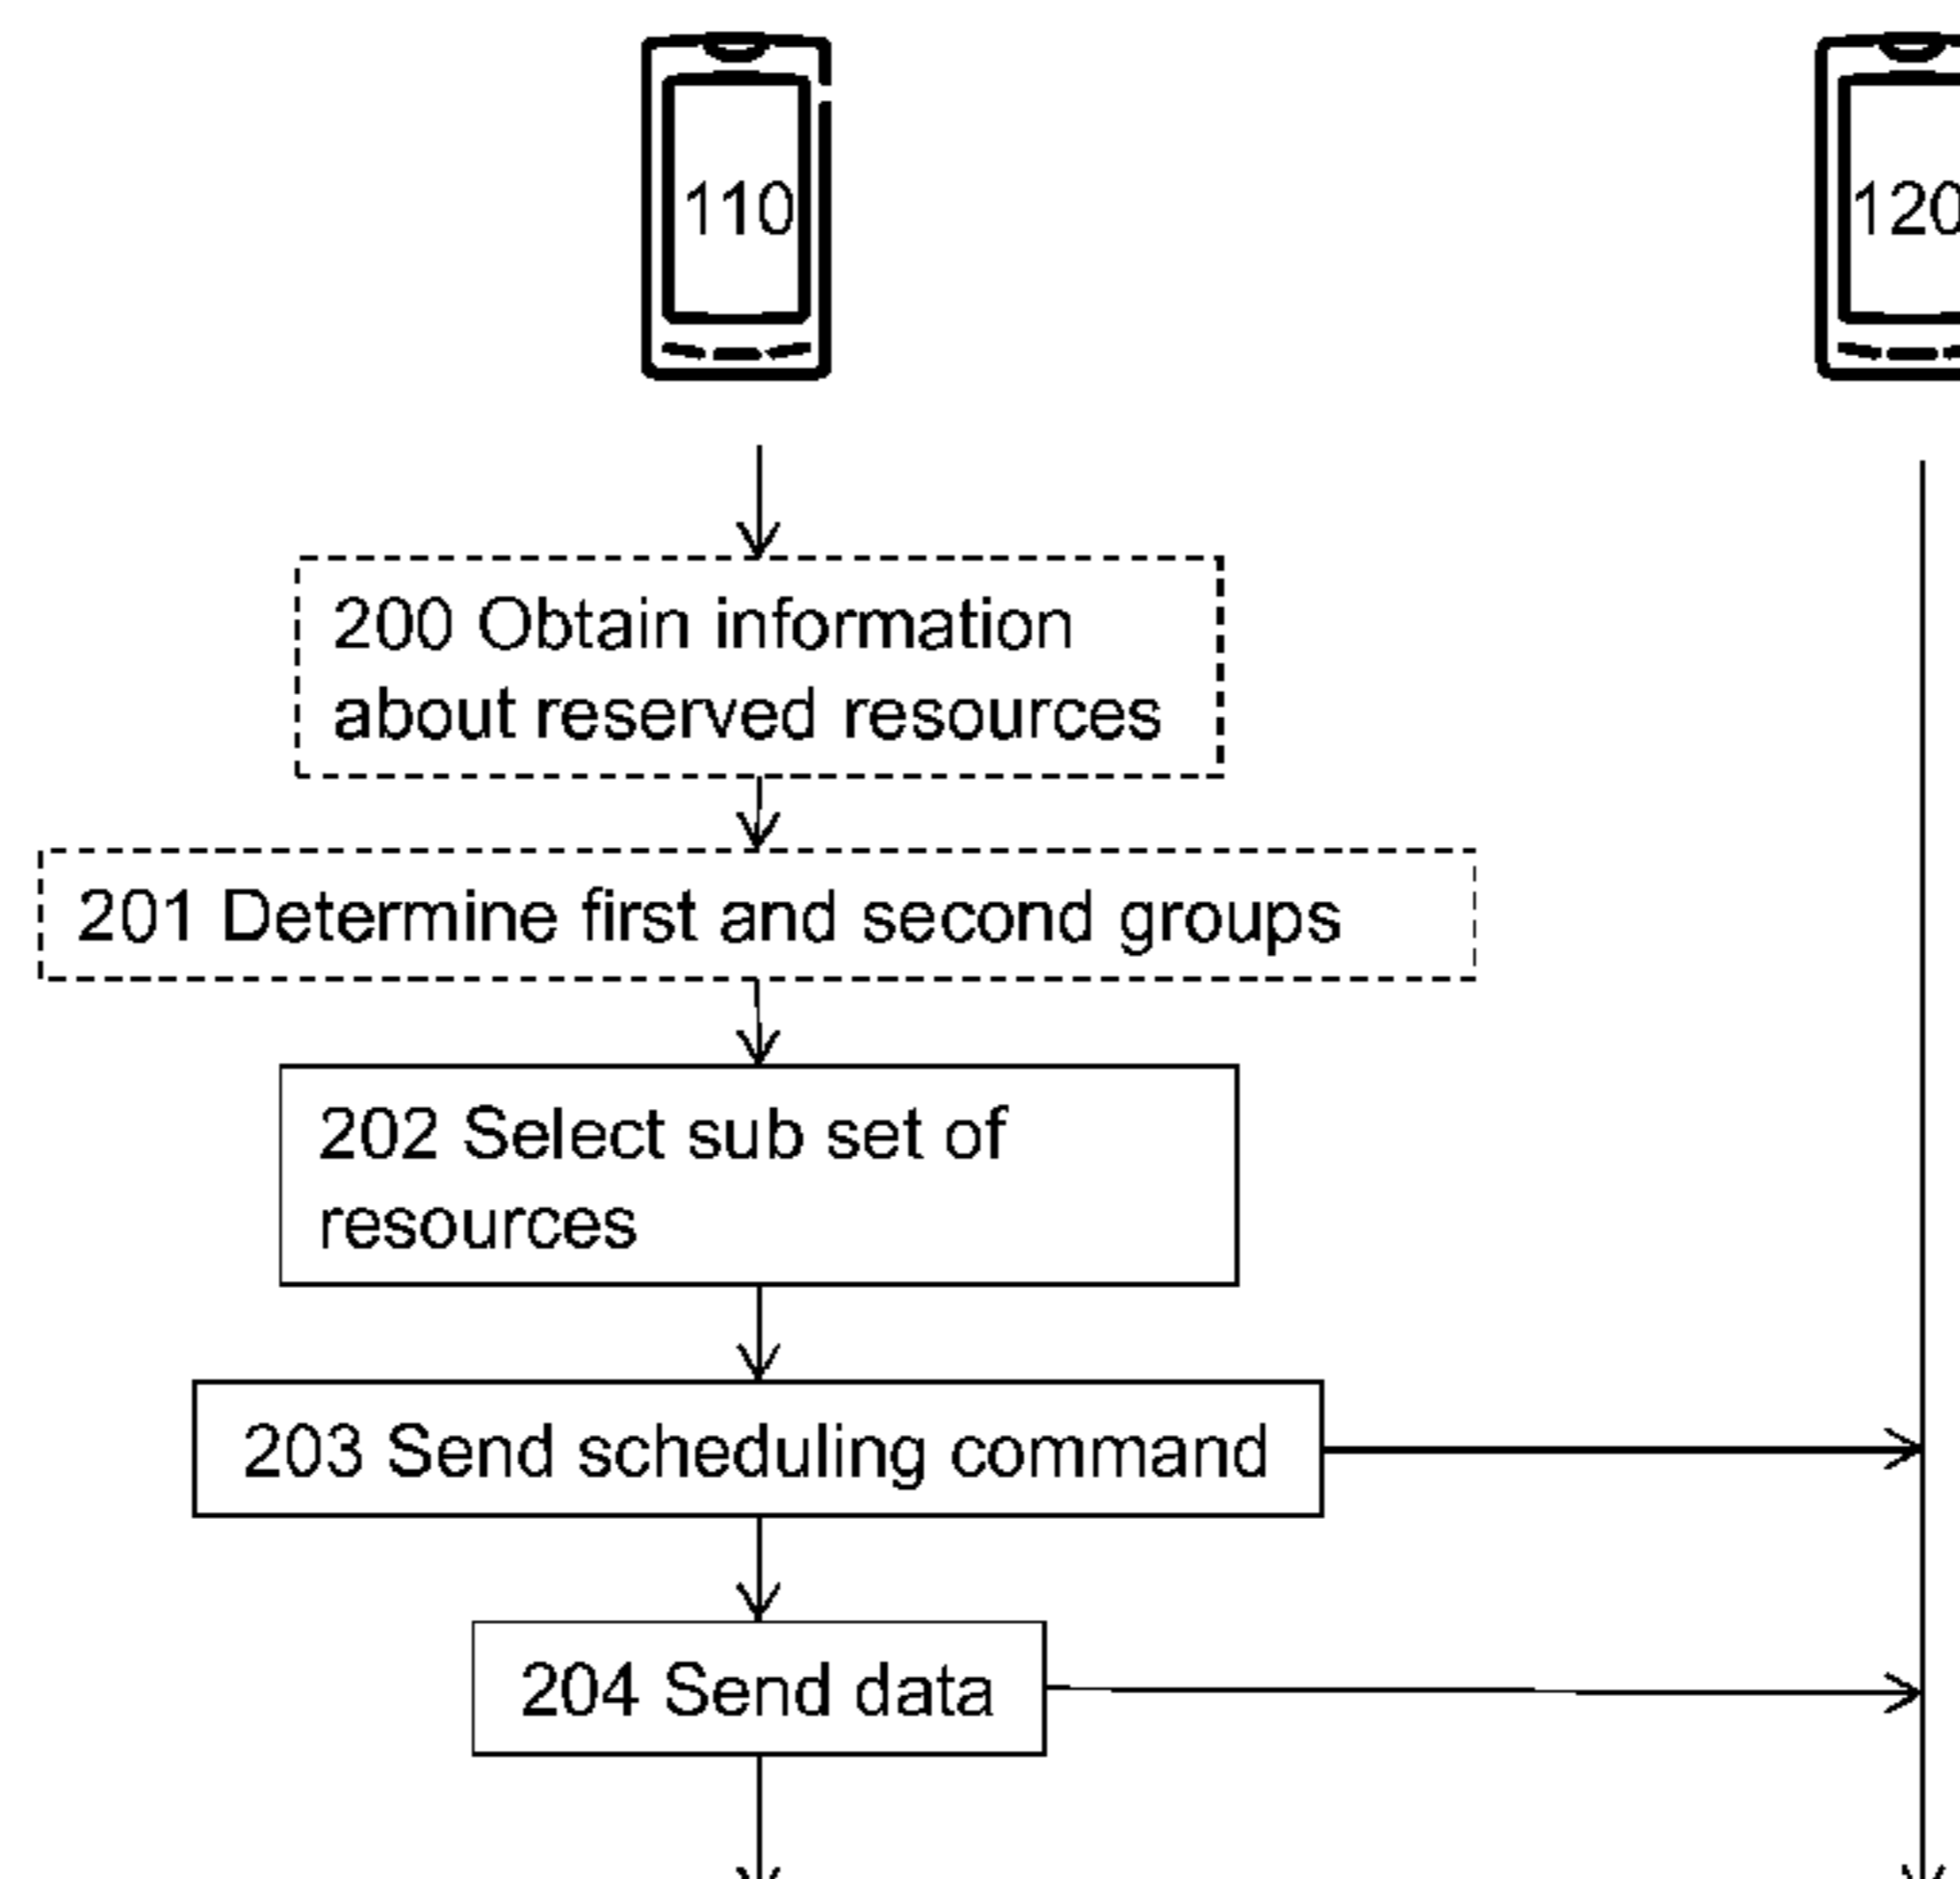 110
120
200 Obtain information
about reserved resources
201 Determine first and second groups
202 Select sub set of
resources
203 Send scheduling command
204 Send data